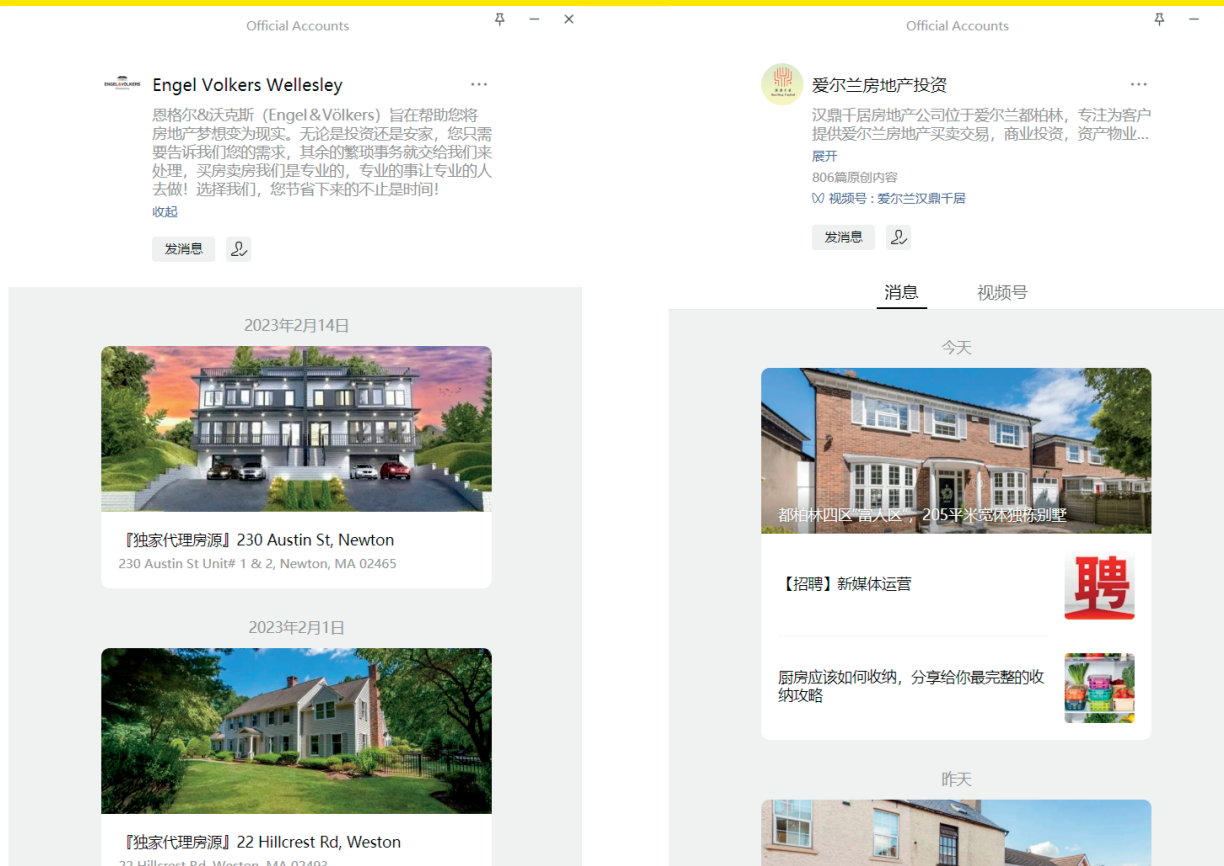 Official Accounts
Engel Volkers Wellesley
恩格尔&沃克斯（Engel＆Völkers）旨在帮助您将
房地产梦想变为现实。无论是投资还是安家，您只需
要告诉我们您的需求，其余的繁琐事务就交给我们来
处理，买房卖房我们是专业的，专业的事让专业的人
去做！选择我们，您节省下来的不止是时间！
收起
发消息
2023年2月14日
『独家代理房源』230 Austin St, Newton
230 Austin St Unit# 1 & 2, Newton, MA 02465
2023年2月1日
『独家代理房源』22 Hillcrest Rd, Weston
22 Hillcrest Rd, Weston, MA 02493
Official Accounts
爱尔兰房地产投资
汉鼎千居房地产公司位于爱尔兰都柏林，专注为客户
提供爱尔兰房地产买卖交易，商业投资，资产物业...
展开
806篇原创内容
视频号 : 爱尔兰汉鼎千居
发消息
消息 视频号
今天
都柏林四区“富人区”，205平米宽体独栋别墅
【招聘】新媒体运营
聘
厨房应该如何收纳，分享给你最完整的收
纳攻略
昨天